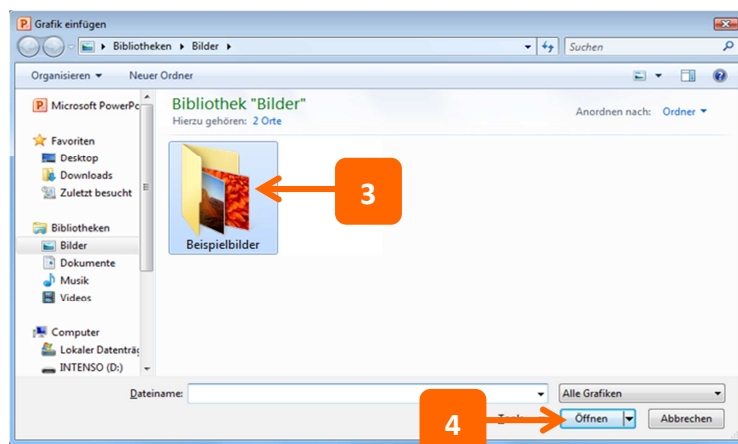 Grafik einfügen
Bibliotheken Bilder
Suchen
Organisieren Neuer Ordner
Microsoft PowerPo
Bibliothek "Bilder"
Hierzu gehören: 2 Orte
Anordnen nach: Ordner
Favoriten
Desktop
Downloads
Zuletzt besucht
3
Beispielbilder
Bibliotheken
Bilder
Dokumente
Musik
Videos
Computer
Lokaler Datenträg
INTENSO (D:)
Dateiname:
Alle Grafiken
4
Öffnen
Abbrechen